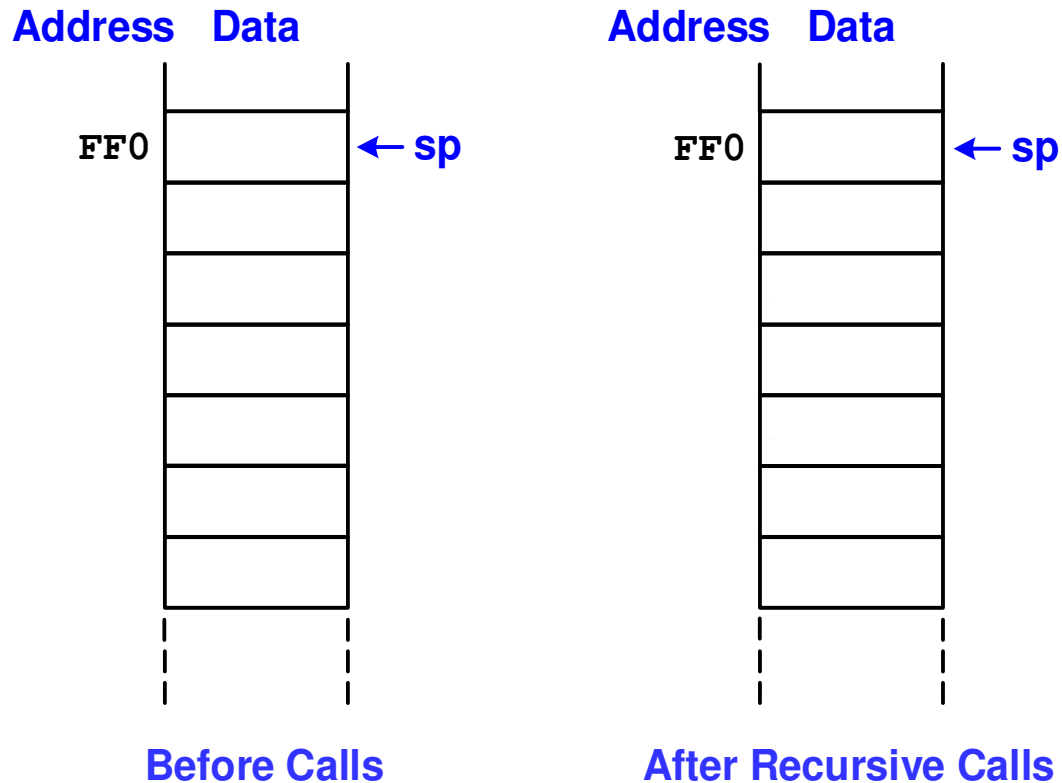 Address Data
FF0
sp
Before Calls
Address Data
FF0
sp
After Recursive Calls